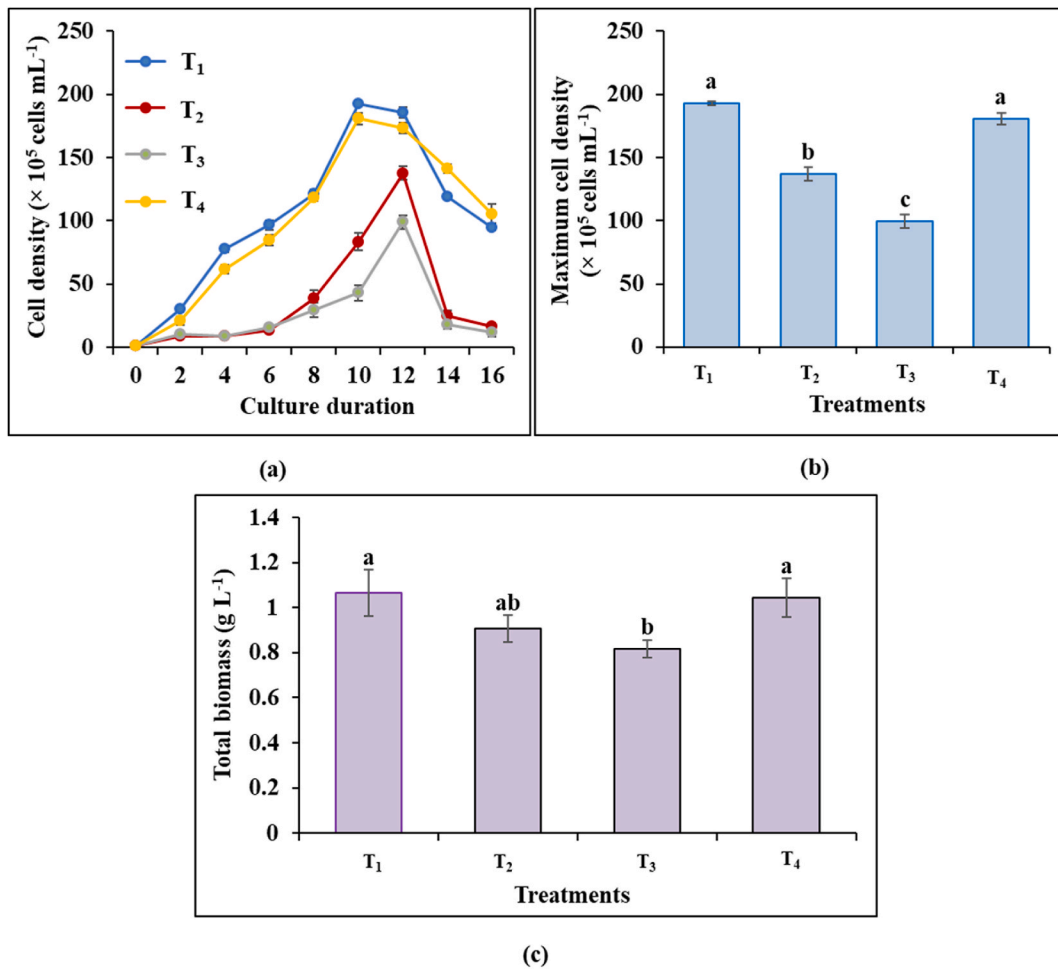 250
200
150
100
50
0
Cell density (× 10⁵ cells mL⁻¹)
T₁
T₂
T₃
T₄
0 2 4 6 8 10 12 14 16
Culture duration
(a)
250
200
150
100
50
0
Maximum cell density
(× 10⁵ cells mL⁻¹)
a
b
c
a
T₁ T₂ T₃ T₄
Treatments
(b)
1.4
1.2
1
0.8
0.6
0.4
0.2
0
Total biomass (g L⁻¹)
a
ab
b
a
T₁ T₂ T₃ T₄
Treatments
(c)